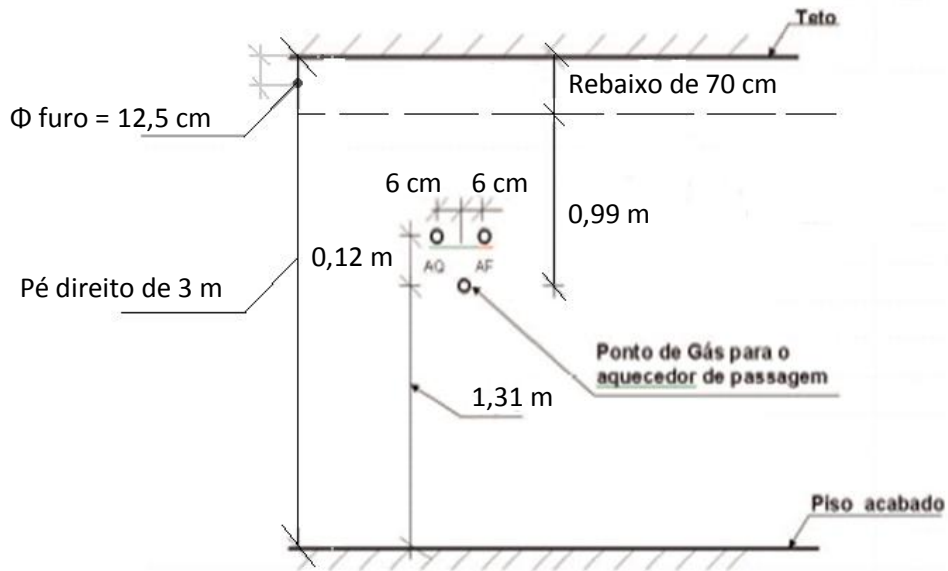 Teto
Rebaixo de 70 cm
Φ furo = 12,5 cm
6 cm 6 cm
0,99 m
0,12 m
AQ AF
Pé direito de 3 m
Ponto de Gás para o
aquecedor de passagem
1,31 m
Piso acabado